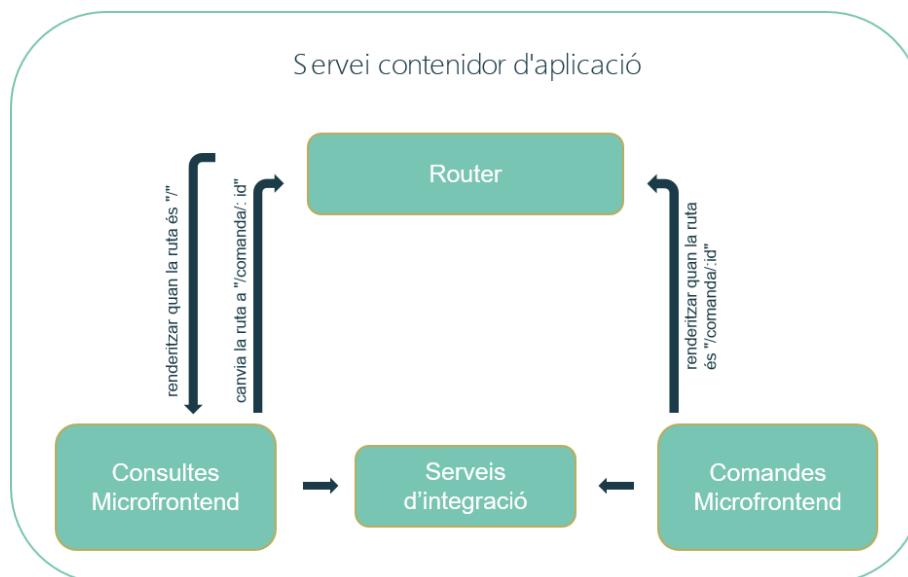 Servei contenidor d'aplicació
Router
renderitzar quan la ruta és "/"
canvia la ruta a "/comanda/: id"
renderitzar quan la ruta
és "/comanda/:id"
Consultes
Microfrontend
Serveis
d’integració
Comandes
Microfrontend